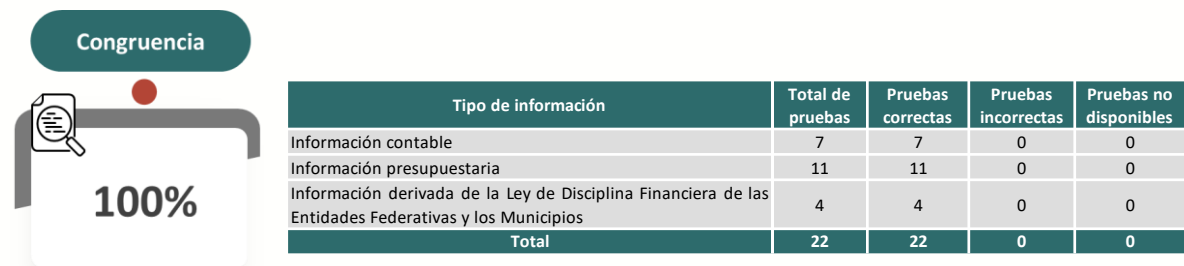 Congruencia
100%
Tipo de información Total de pruebas Pruebas correctas Pruebas incorrectas Pruebas no disponibles
Información contable 7 7 0 0
Información presupuestaria 11 11 0 0
Información derivada de la Ley de Disciplina Financiera de las
Entidades Federativas y los Municipios 4 4 0 0
Total 22 22 0 0